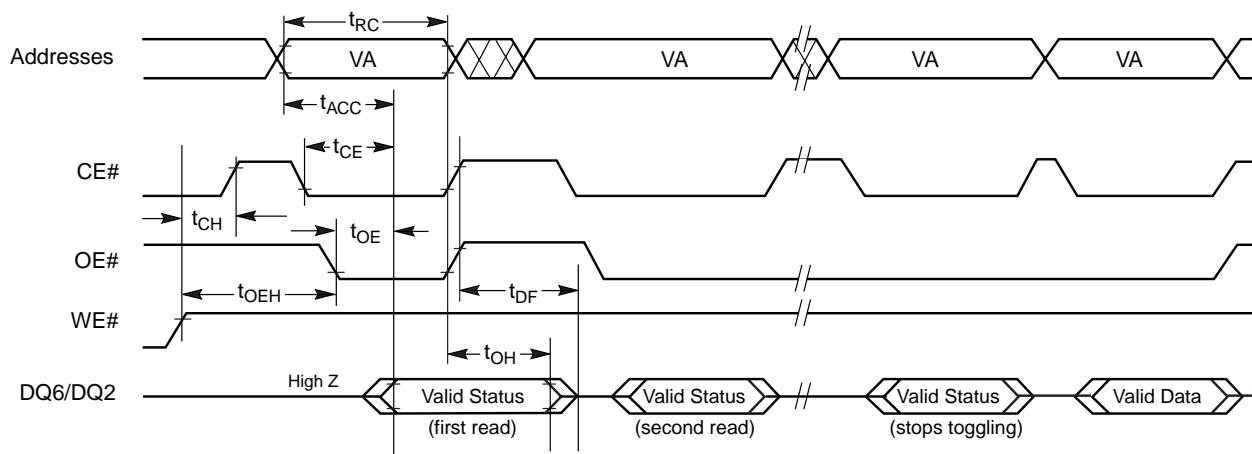 t_RC
Addresses VA VA VA VA
t_ACC
t_CE
CE#
t_CH
t_OE
OE#
t_OEH t_DF
WE#
t_OH
High Z
DQ6/DQ2 Valid Status Valid Status Valid Status Valid Data
(first read) (second read) (stops toggling)